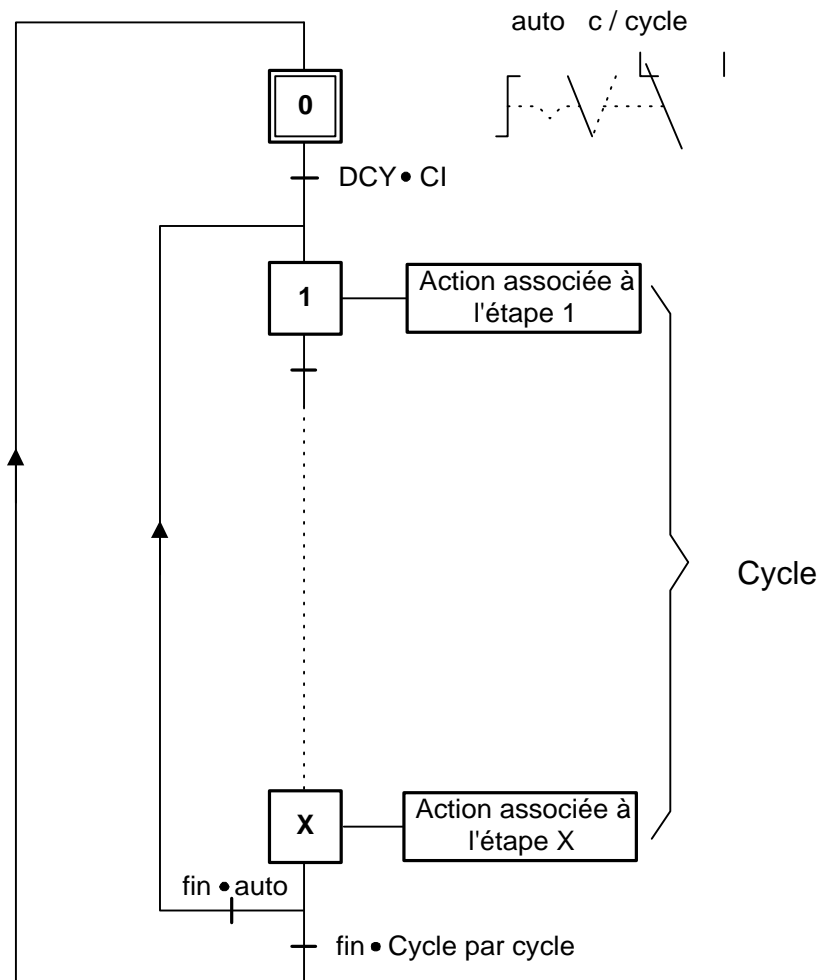 auto c / cycle
0
DCY • CI
1
Action associée à
l'étape 1
Cycle
X
Action associée à
l'étape X
fin • auto
fin • Cycle par cycle